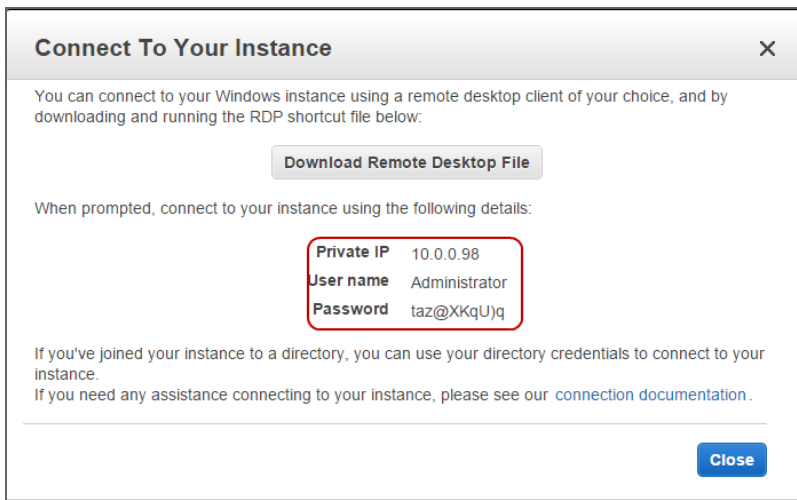 Connect To Your Instance
You can connect to your Windows instance using a remote desktop client of your choice, and by
downloading and running the RDP shortcut file below:
Download Remote Desktop File
When prompted, connect to your instance using the following details:
Private IP 10.0.0.98
User name Administrator
Password taz@XKqU)q
If you've joined your instance to a directory, you can use your directory credentials to connect to your
instance.
If you need any assistance connecting to your instance, please see our connection documentation.
Close